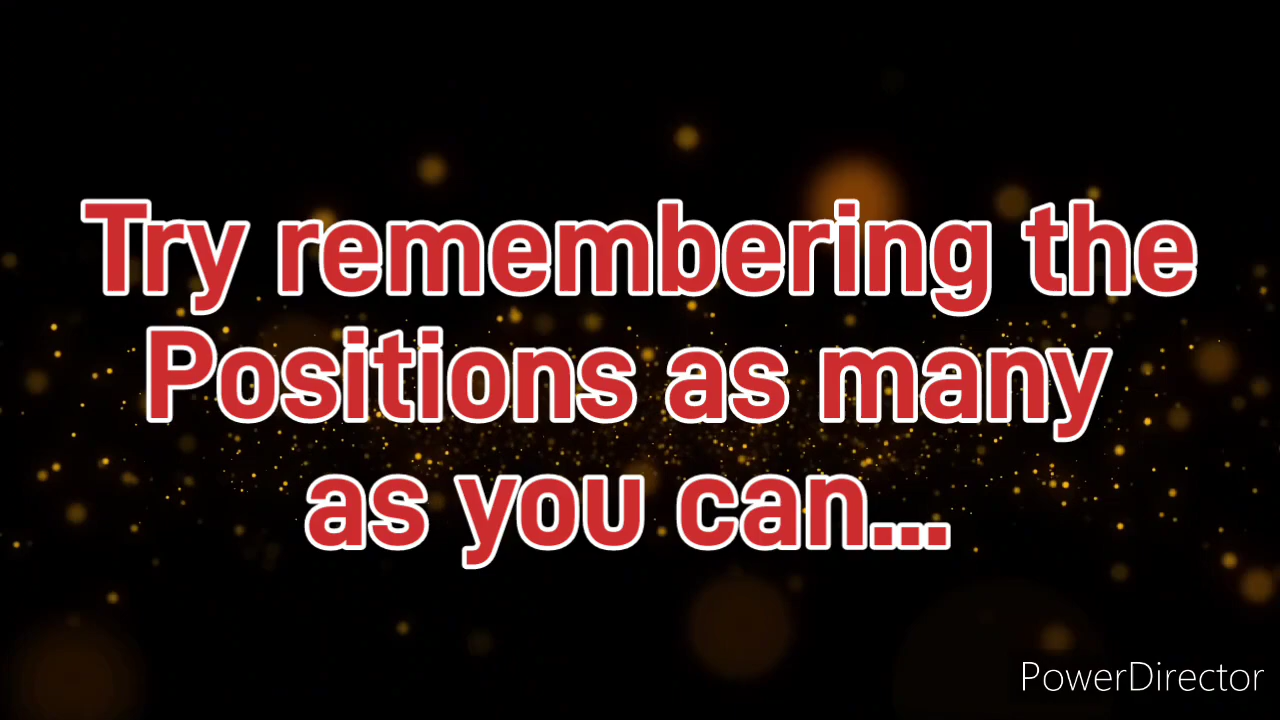 Try remembering the
Positions as many
as you can...
PowerDirector